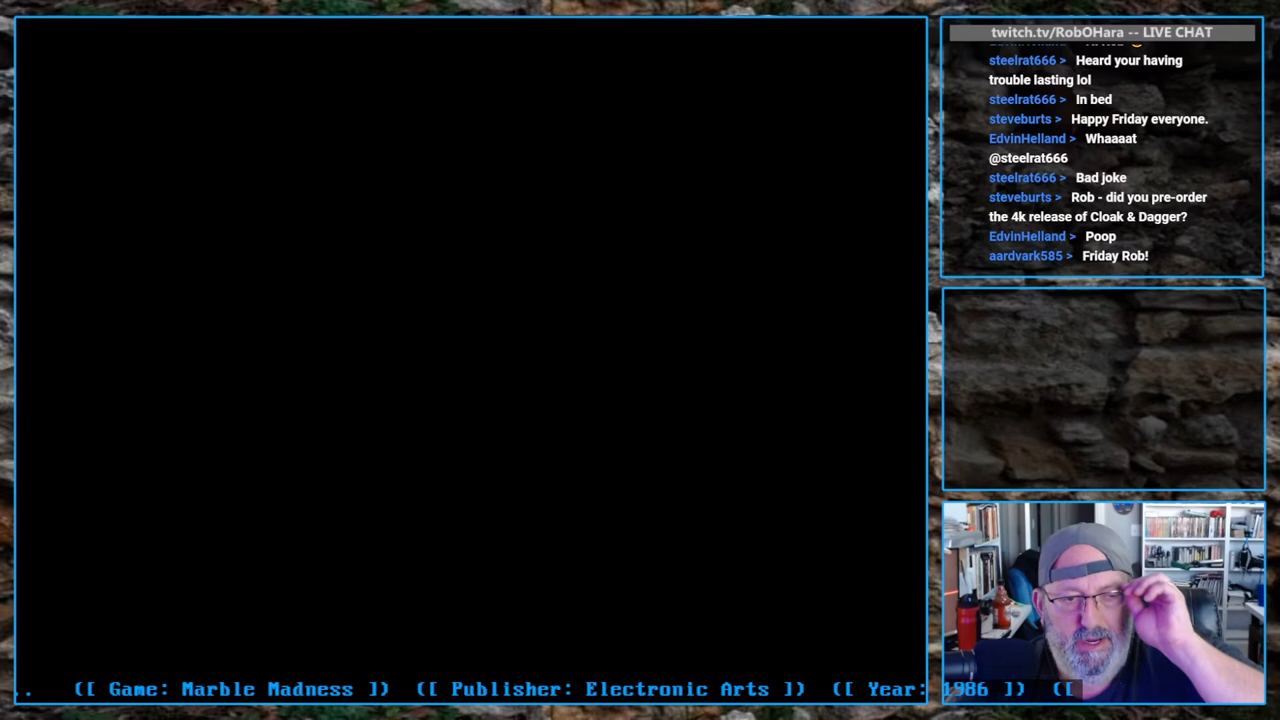 twitch.tv/RobOHara -- LIVE CHAT
steelrat666 > Heard your having
trouble lasting lol
steelrat666 > In bed
steveburts > Happy Friday everyone.
EdvinHelland > Whaaaat
@steelrat666
steelrat666 > Bad joke
steveburts > Rob - did you pre-order
the 4k release of Cloak & Dagger?
EdvinHelland > Poop
aardvark585 > Friday Rob!
.. ([ Game: Marble Madness ]) ([ Publisher: Electronic Arts ]) ([ Year: 1986 ]) ([